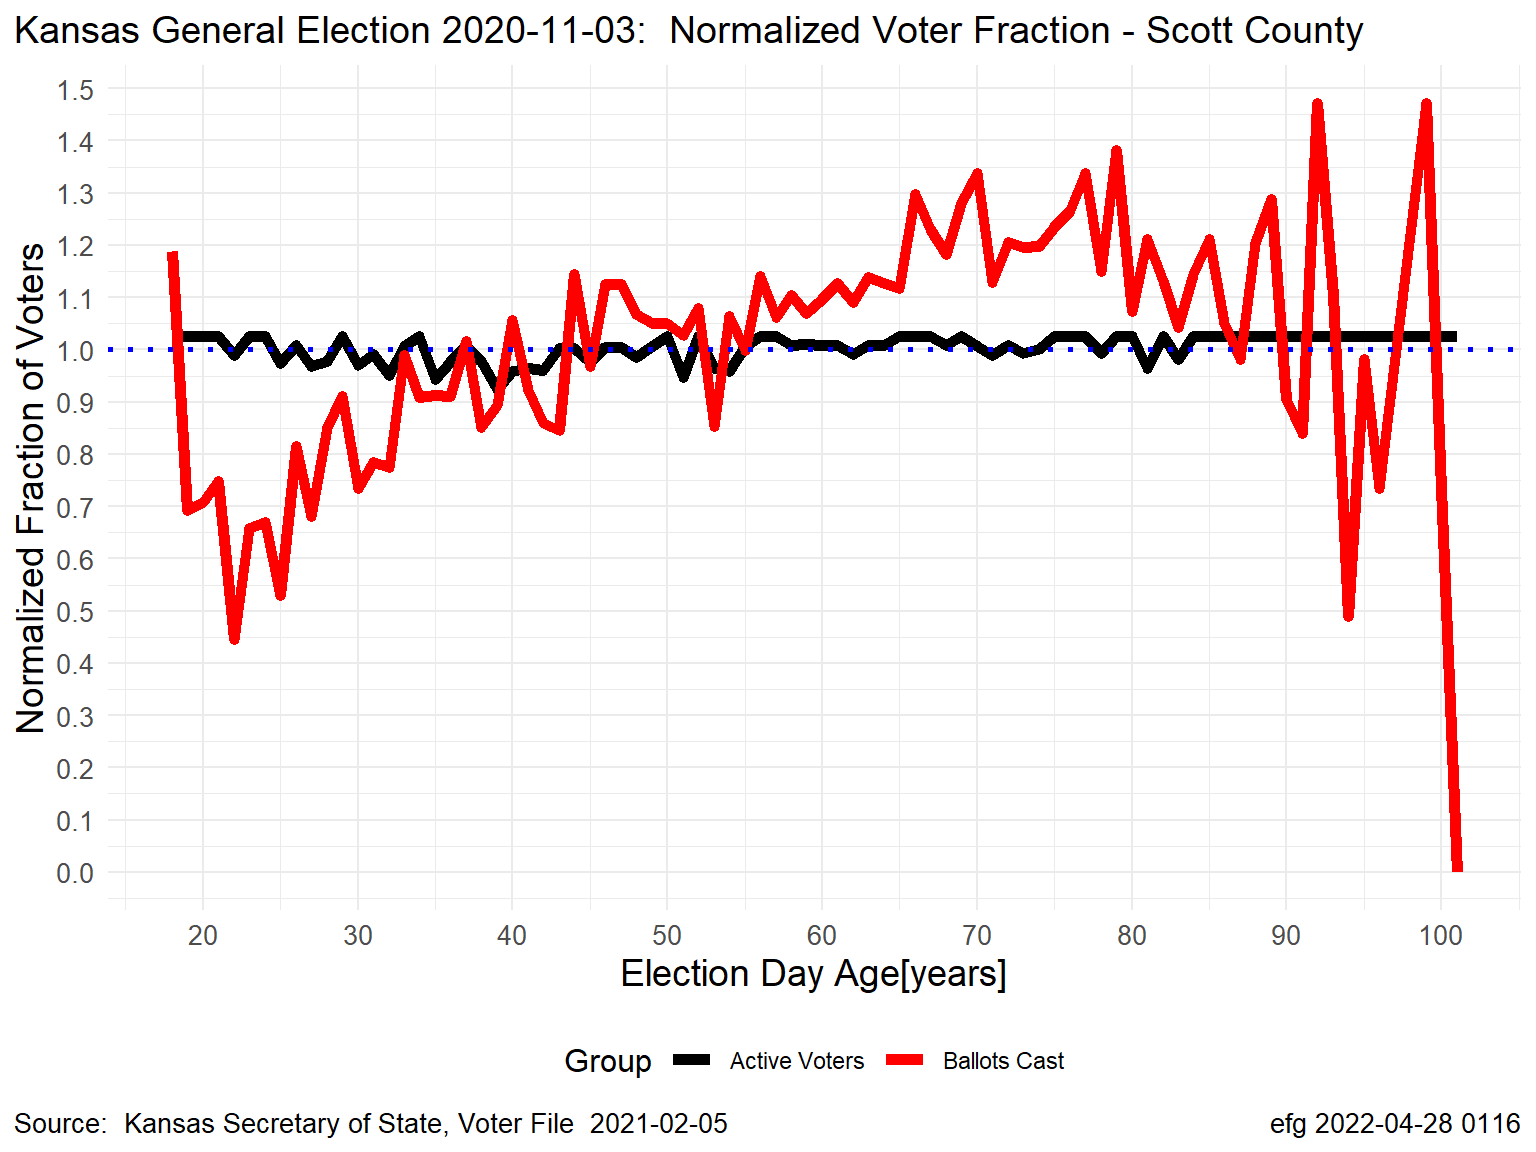 Kansas General Election 2020-11-03:  Normalized Voter Fraction - Scott County
Normalized Fraction of Voters
1.5
1.4
1.3
1.2
1.1
1.0
0.9
0.8
0.7
0.6
0.5
0.4
0.3
0.2
0.1
0.0
20 30 40 50 60 70 80 90 100
Election Day Age[years]
Group Active Voters Ballots Cast
Source:  Kansas Secretary of State, Voter File  2021-02-05
efg 2022-04-28 0116